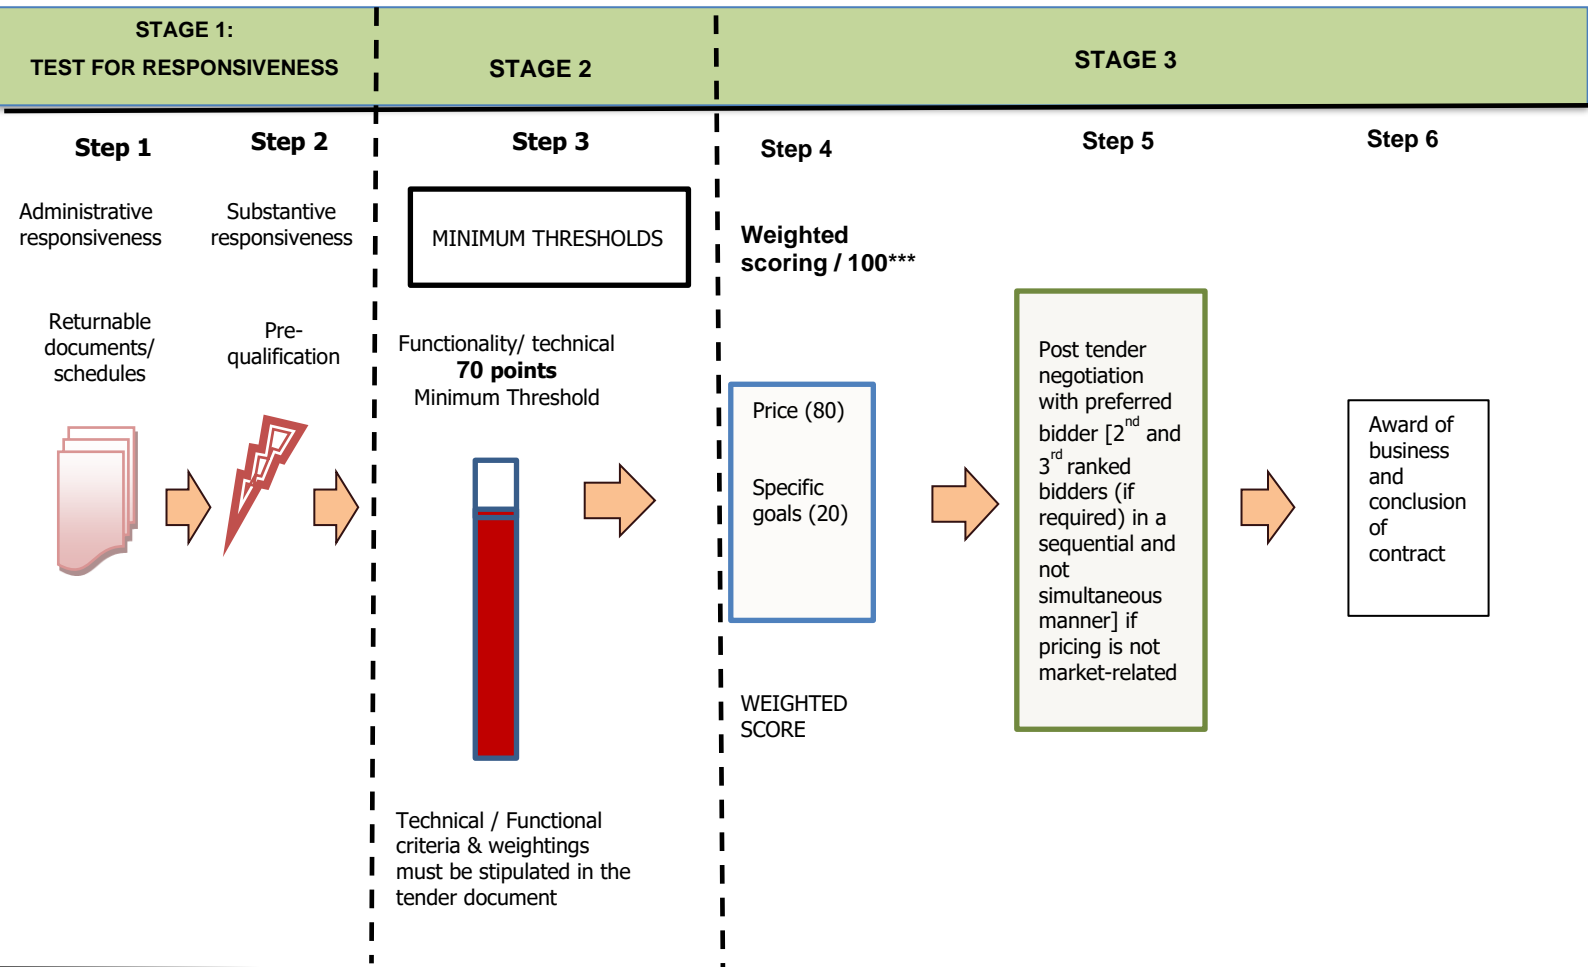 STAGE 1:
TEST FOR RESPONSIVENESS
STAGE 2
STAGE 3
Step 1
Administrative
responsiveness
Returnable
documents/
schedules
Step 2
Substantive
responsiveness
Pre-
qualification
Step 3
MINIMUM THRESHOLDS
Functionality/ technical
70 points
Minimum Threshold
Technical / Functional
criteria & weightings
must be stipulated in the
tender document
Step 4
Weighted
scoring / 100***
Price (80)
Specific
goals (20)
WEIGHTED
SCORE
Step 5
Post tender
negotiation
with preferred
bidder [2nd and
3rd ranked
bidders (if
required) in a
sequential and
not
simultaneous
manner] if
pricing is not
market-related
Step 6
Award of
business
and
conclusion
of
contract